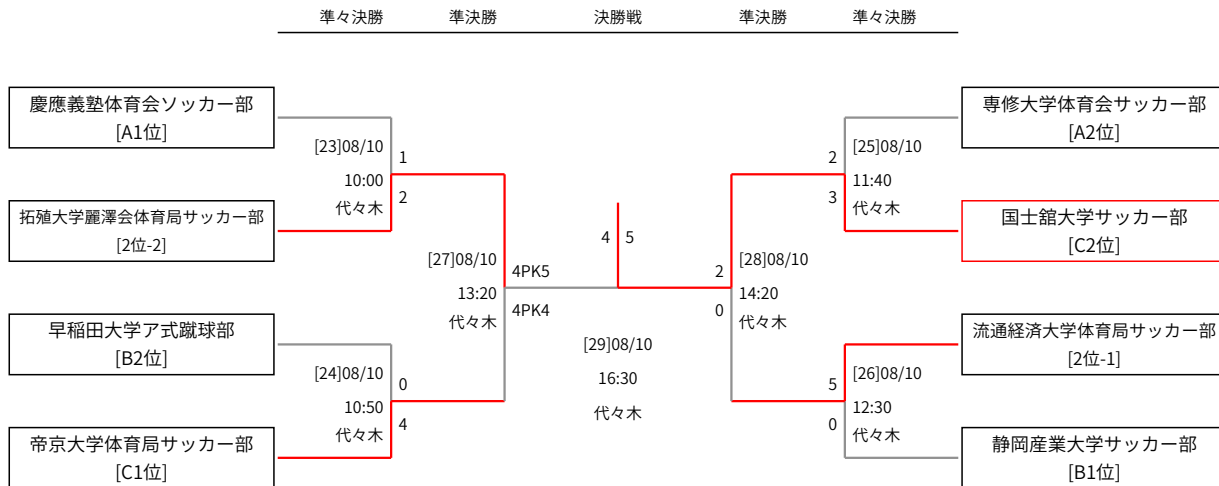 準々決勝 準決勝 決勝戦 準決勝 準々決勝
慶應義塾体育会ソッカー部
[A1位]
[23]08/10
10:00
代々木
1
2
拓殖大学麗澤会体育局サッカー部
[2位-2]
[27]08/10
13:20
代々木
4PK5
4PK4
早稲田大学ア式蹴球部
[B2位]
[24]08/10
10:50
代々木
0
4
帝京大学体育局サッカー部
[C1位]
4 5
[29]08/10
16:30
代々木
専修大学体育会サッカー部
[A2位]
2
3
[25]08/10
11:40
代々木
国士舘大学サッカー部
[C2位]
2
0
[28]08/10
14:20
代々木
流通経済大学体育局サッカー部
[2位-1]
5
0
[26]08/10
12:30
代々木
静岡産業大学サッカー部
[B1位]